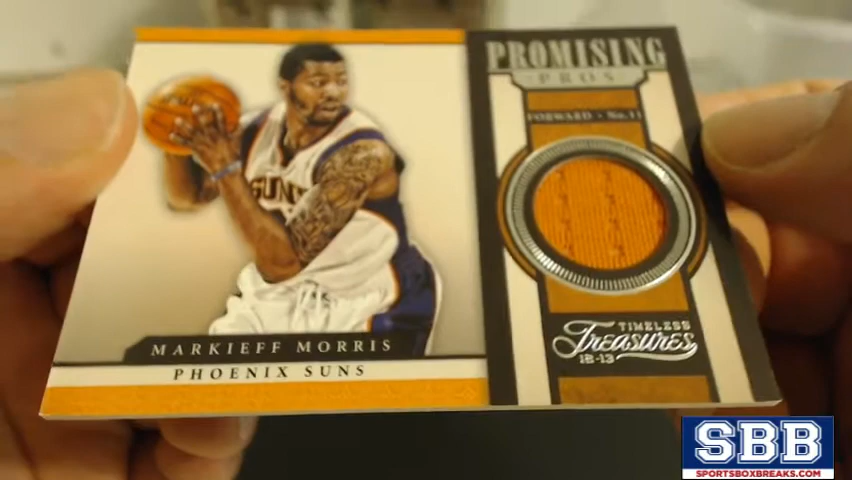 PROMISING
PROS
FORWARD • No. 11
SUNS
MARKIEFF MORRIS
PHOENIX SUNS
TIMELESS
Treasures
12-13
SBB
SPORTSBOXBREAKS.COM